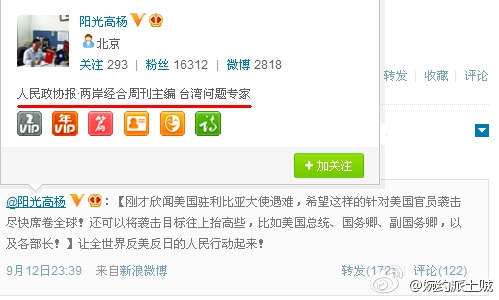 阳光高杨
北京
关注 293 | 粉丝 16312 | 微博 2818
人民政协报·两岸经合周刊主编 台湾问题专家
2 VIP 年 VIP
+加关注
转发 | 收藏 | 评论
@阳光高杨 :【刚才欣闻美国驻利比亚大使遇难，希望这样的针对美国官员袭击
尽快席卷全球！还可以将袭击目标往上抬高些，比如美国总统、国务卿、副国务卿，以
及各部长！】让全世界反美反日的人民行动起来！
9月12日23:39 来自新浪微博 转发(172) 评论(122)
@婉约派土贼